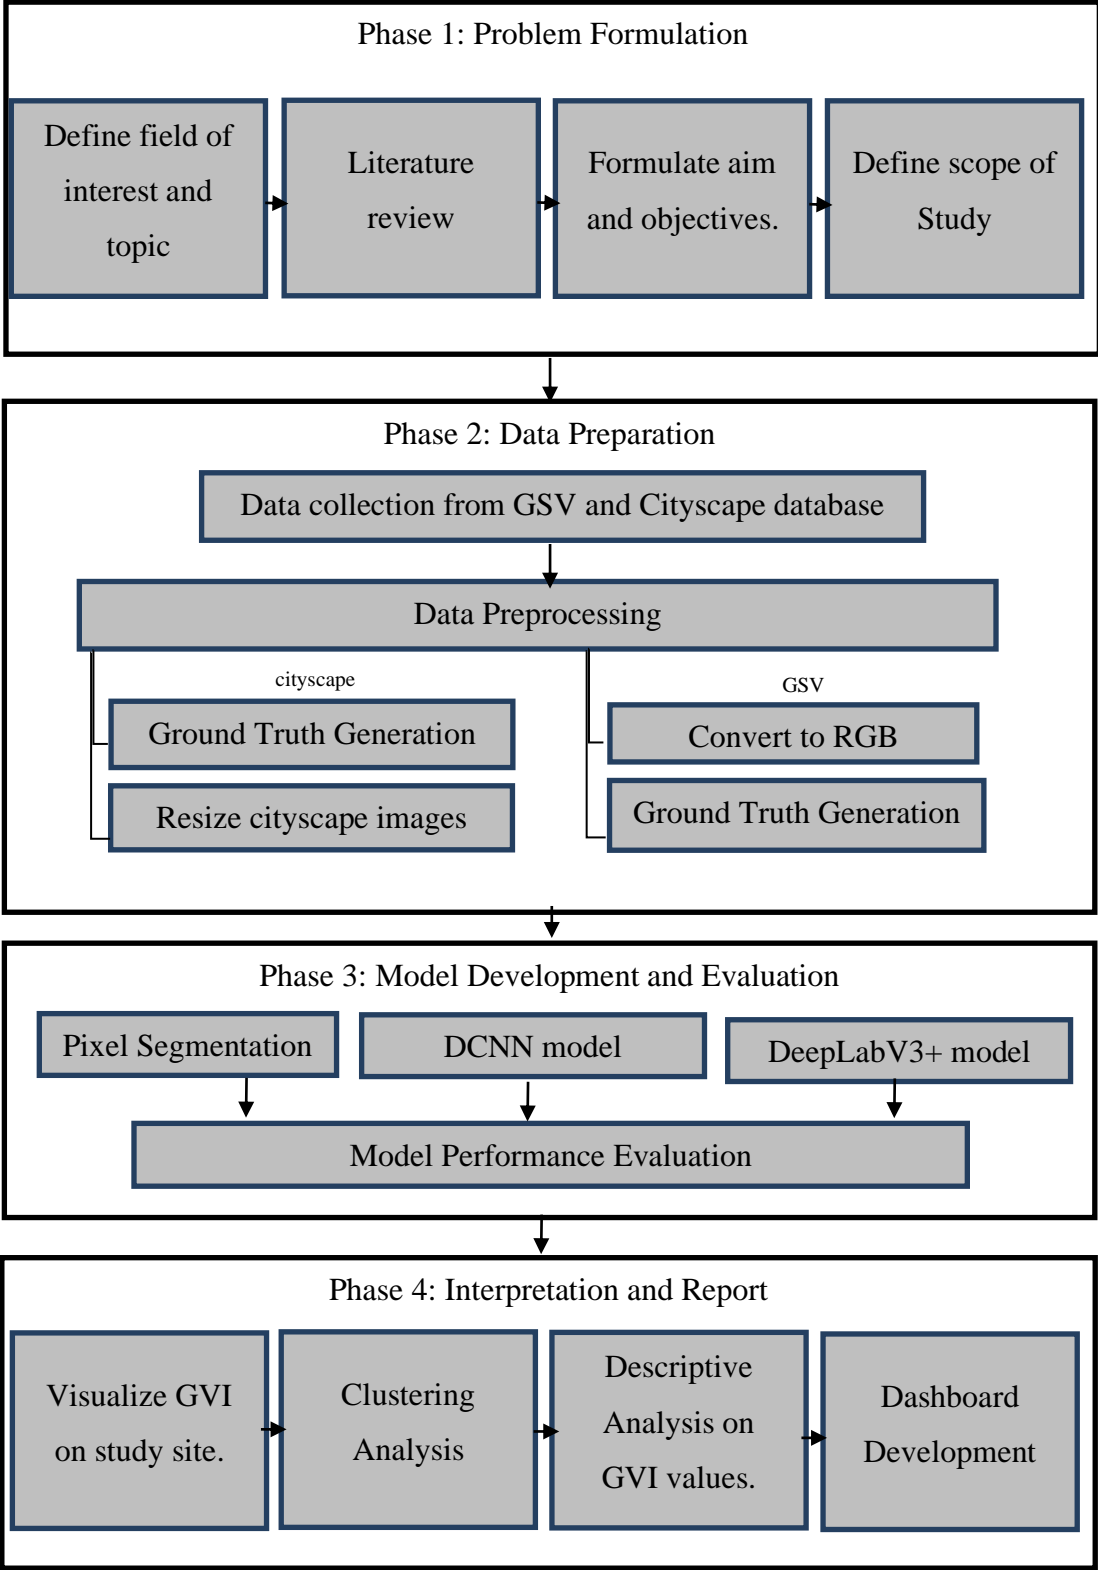 Phase 1: Problem Formulation
Define field of
interest and
topic
Literature
review
Formulate aim
and objectives.
Define scope of
Study
Phase 2: Data Preparation
Data collection from GSV and Cityscape database
Data Preprocessing
cityscape
Ground Truth Generation
Resize cityscape images
GSV
Convert to RGB
Ground Truth Generation
Phase 3: Model Development and Evaluation
Pixel Segmentation
DCNN model
DeepLabV3+ model
Model Performance Evaluation
Phase 4: Interpretation and Report
Visualize GVI
on study site.
Clustering
Analysis
Descriptive
Analysis on
GVI values.
Dashboard
Development